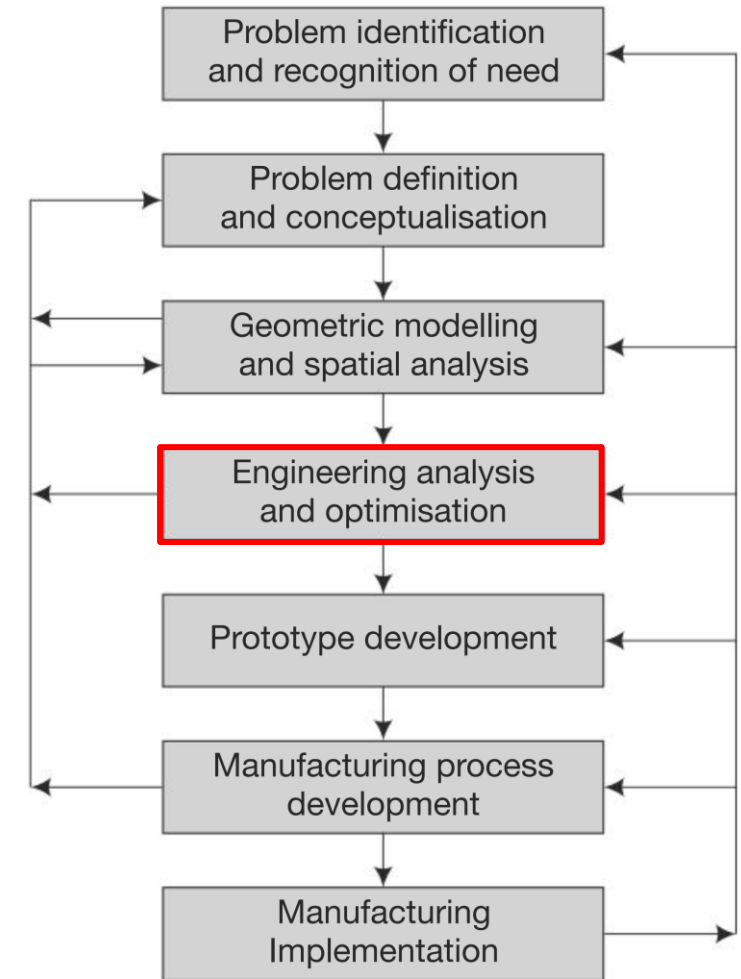 Problem identification
and recognition of need
Problem definition
and conceptualisation
Geometric modelling
and spatial analysis
Engineering analysis
and optimisation
Prototype development
Manufacturing process
development
Manufacturing
Implementation